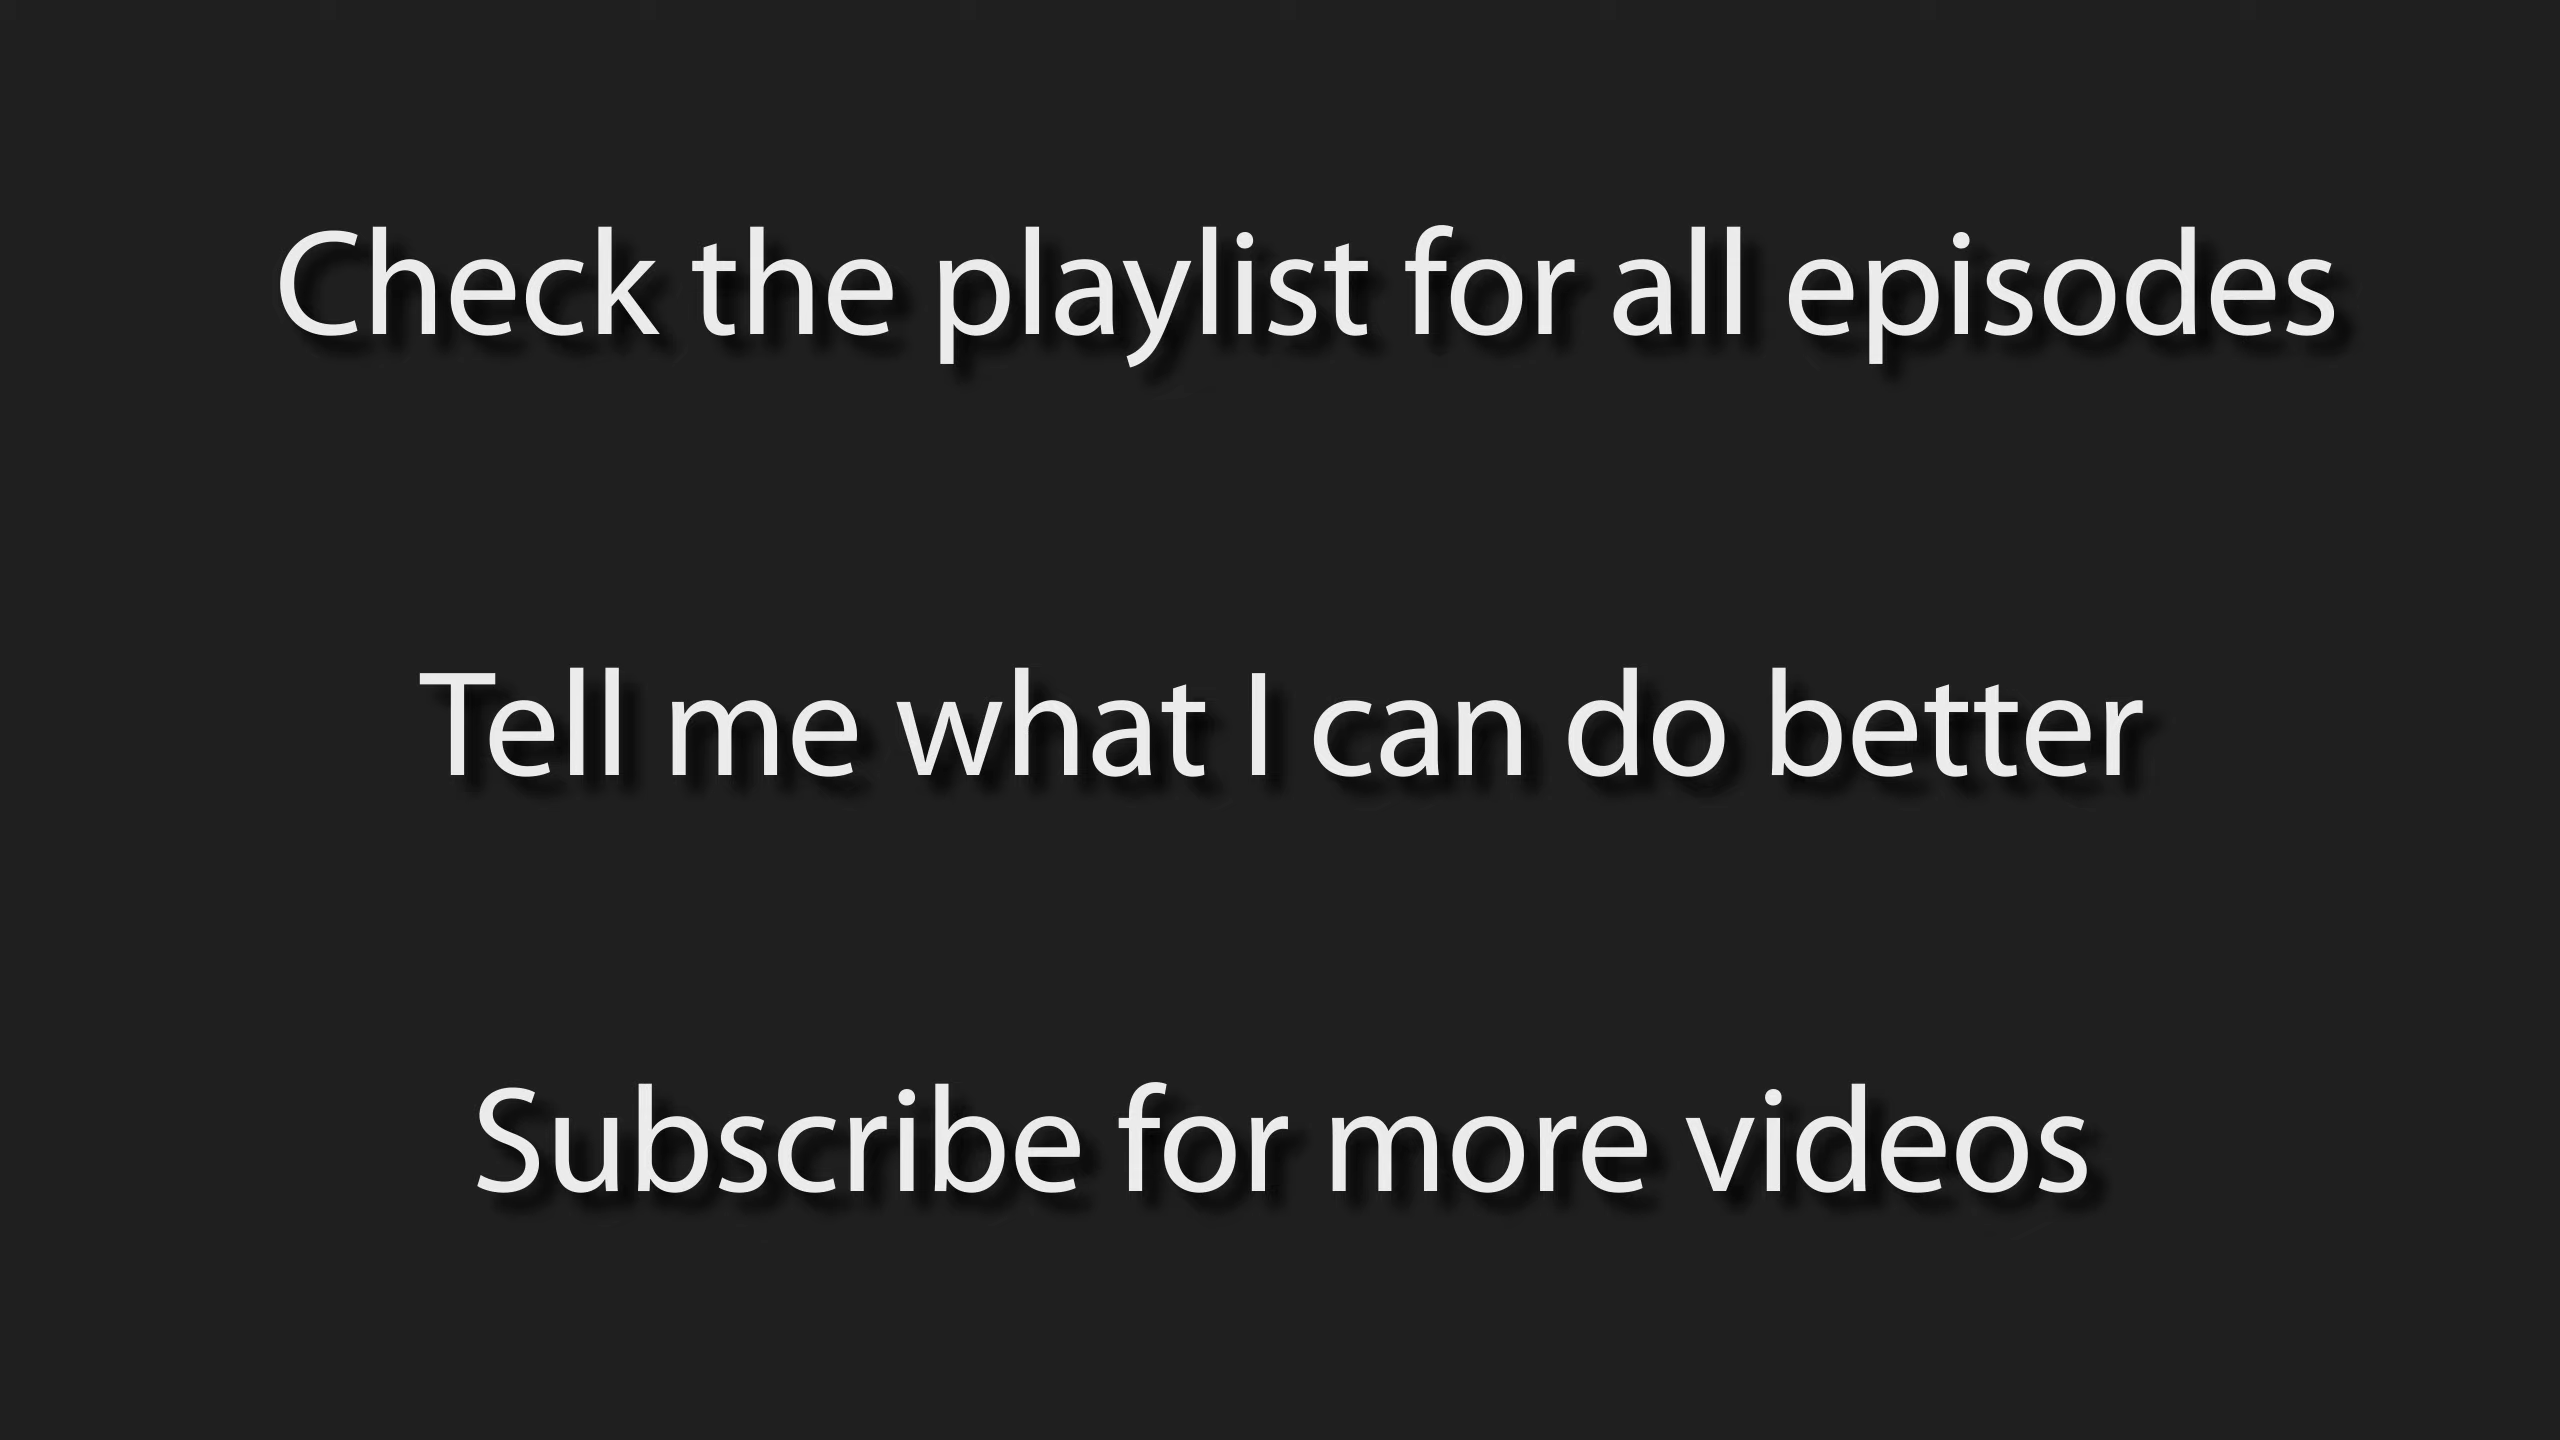 Check the playlist for all episodes
Tell me what I can do better
Subscribe for more videos